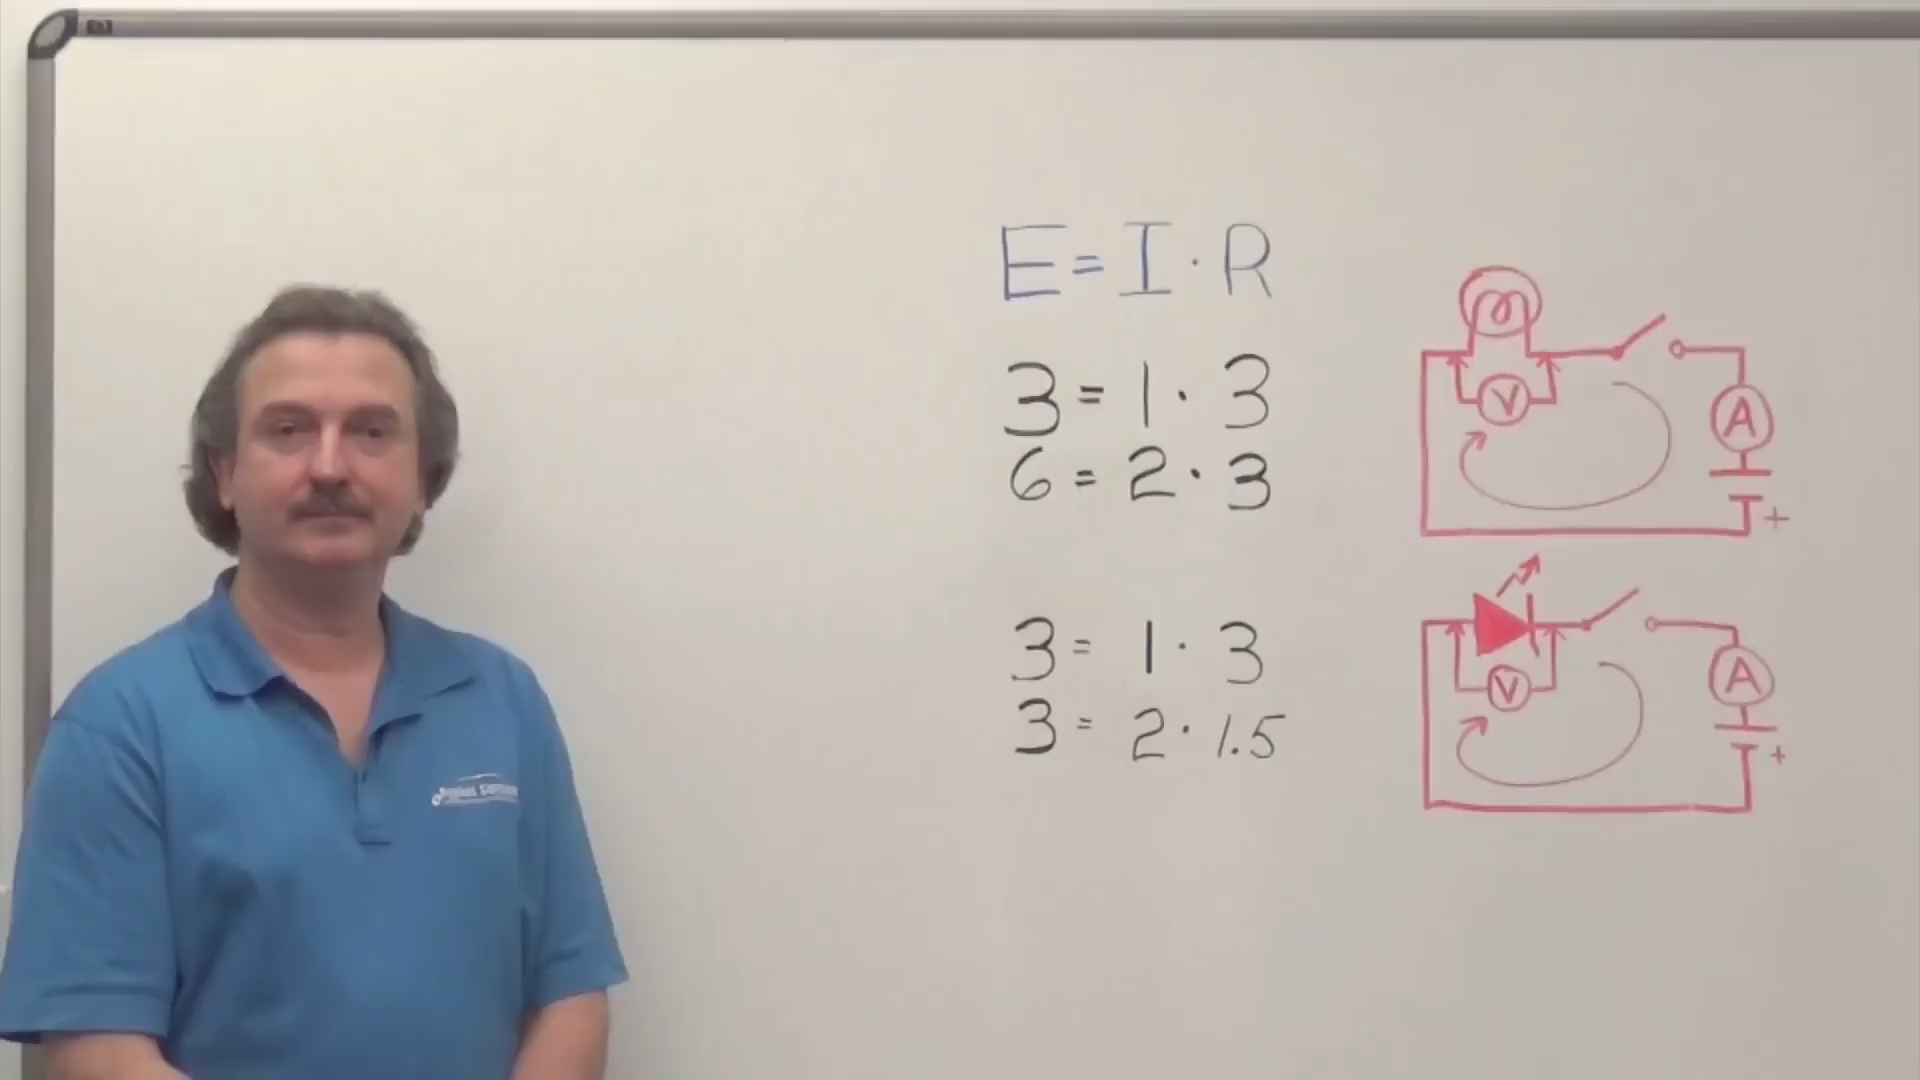 E = I · R
3 = 1 · 3
6 = 2 · 3
3 = 1 · 3
3 = 2 · 1.5
V
A
+
V
A
+